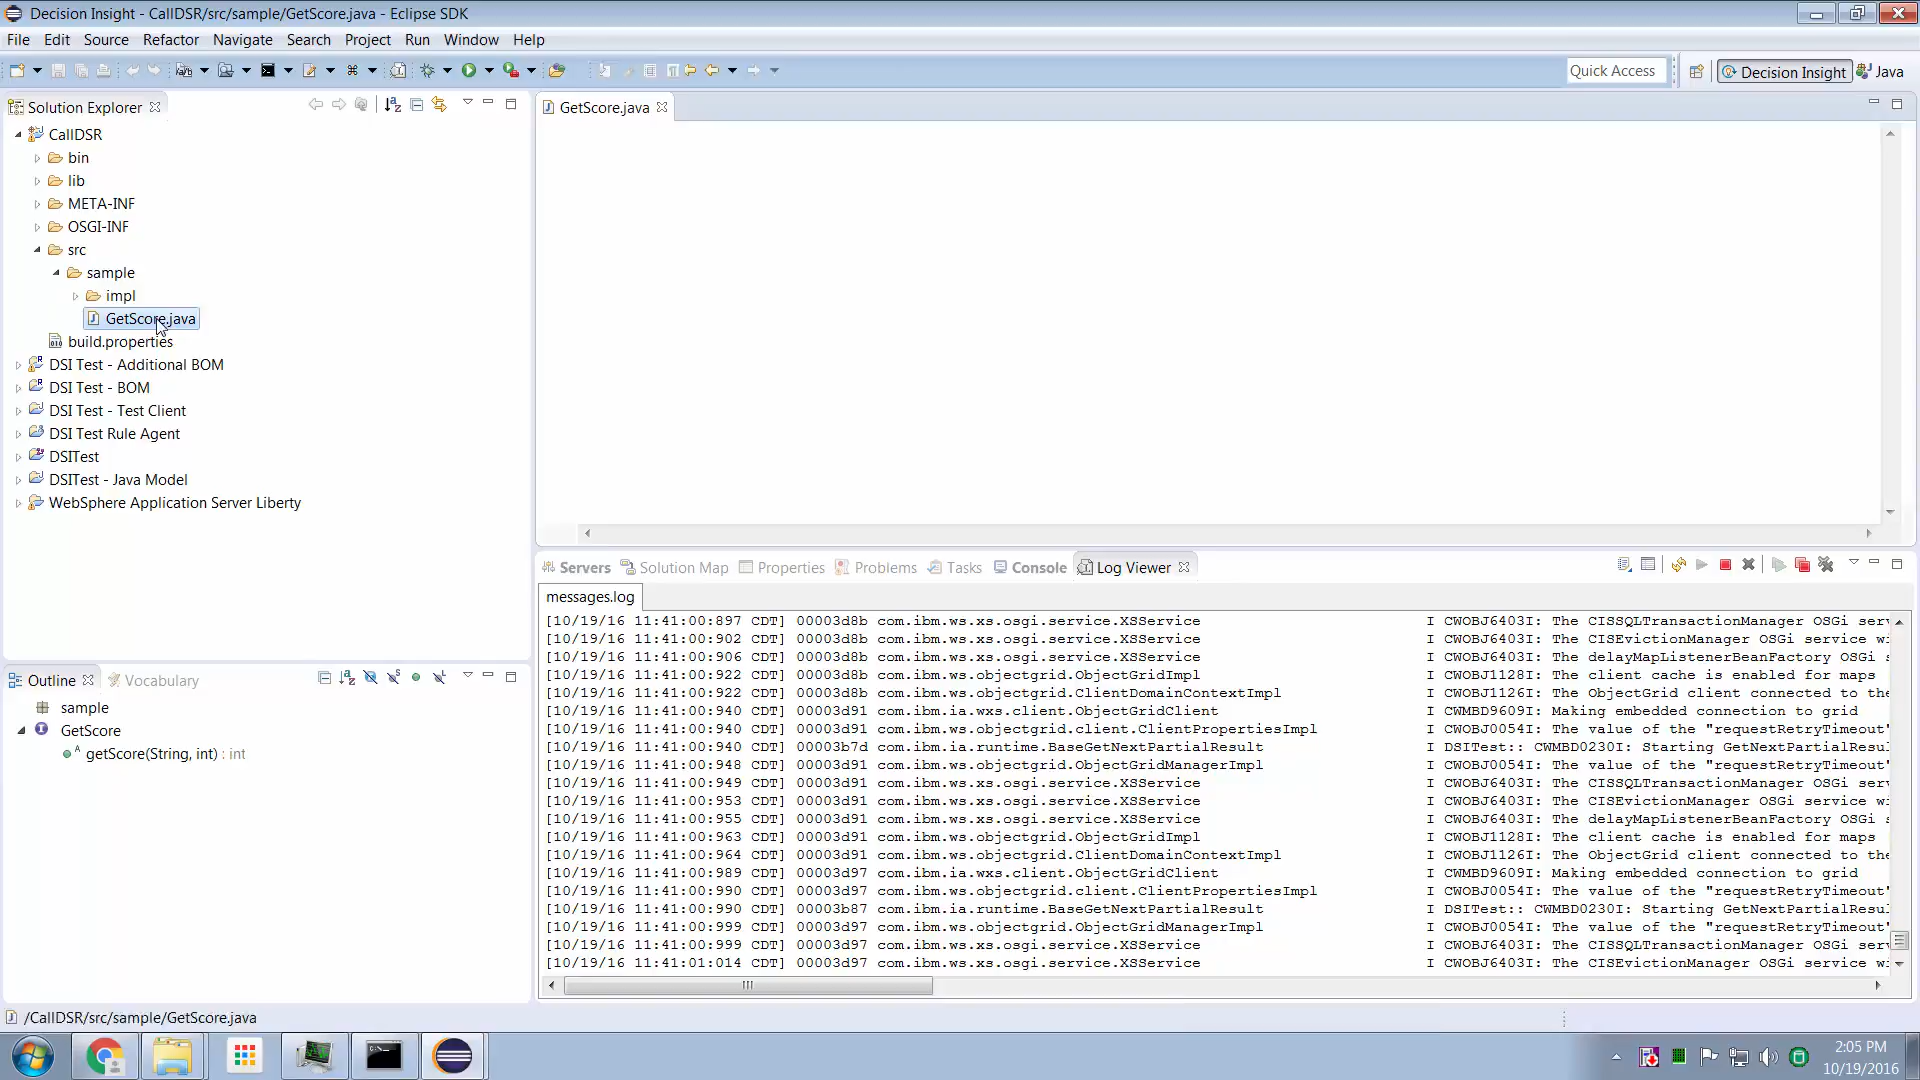 Decision Insight - CallDSR/src/sample/GetScore.java - Eclipse SDK
File Edit Source Refactor Navigate Search Project Run Window Help
Quick Access
Decision Insight
Java
Solution Explorer
CallDSR
bin
lib
META-INF
OSGI-INF
src
sample
impl
GetScore.java
build.properties
DSI Test - Additional BOM
DSI Test - BOM
DSI Test - Test Client
DSI Test Rule Agent
DSITest
DSITest - Java Model
WebSphere Application Server Liberty
Outline Vocabulary
sample
GetScore
getScore(String, int) : int
GetScore.java
Servers Solution Map Properties Problems Tasks Console Log Viewer
messages.log
[10/19/16 11:41:00:897 CDT] 00003d8b com.ibm.ws.xs.osgi.service.XSService I CWOBJ6403I: The CISSQLTransactionManager OSGi serv
[10/19/16 11:41:00:902 CDT] 00003d8b com.ibm.ws.xs.osgi.service.XSService I CWOBJ6403I: The CISEvictionManager OSGi service wi
[10/19/16 11:41:00:906 CDT] 00003d8b com.ibm.ws.xs.osgi.service.XSService I CWOBJ6403I: The delayMapListenerBeanFactory OSGi s
[10/19/16 11:41:00:922 CDT] 00003d8b com.ibm.ws.objectgrid.ObjectGridImpl I CWOBJ1128I: The client cache is enabled for maps
[10/19/16 11:41:00:922 CDT] 00003d8b com.ibm.ws.objectgrid.ClientDomainContextImpl I CWOBJ1126I: The ObjectGrid client connected to the
[10/19/16 11:41:00:940 CDT] 00003d91 com.ibm.ia.wxs.client.ObjectGridClient I CWMBD9609I: Making embedded connection to grid
[10/19/16 11:41:00:940 CDT] 00003d91 com.ibm.ws.objectgrid.client.ClientPropertiesImpl I CWOBJ0054I: The value of the "requestRetryTimeout"
[10/19/16 11:41:00:940 CDT] 00003b7d com.ibm.ia.runtime.BaseGetNextPartialResult I DSITest:: CWMBD0230I: Starting GetNextPartialResul
[10/19/16 11:41:00:948 CDT] 00003d91 com.ibm.ws.objectgrid.ObjectGridManagerImpl I CWOBJ0054I: The value of the "requestRetryTimeout"
[10/19/16 11:41:00:949 CDT] 00003d91 com.ibm.ws.xs.osgi.service.XSService I CWOBJ6403I: The CISSQLTransactionManager OSGi serv
[10/19/16 11:41:00:953 CDT] 00003d91 com.ibm.ws.xs.osgi.service.XSService I CWOBJ6403I: The CISEvictionManager OSGi service wi
[10/19/16 11:41:00:955 CDT] 00003d91 com.ibm.ws.xs.osgi.service.XSService I CWOBJ6403I: The delayMapListenerBeanFactory OSGi s
[10/19/16 11:41:00:963 CDT] 00003d91 com.ibm.ws.objectgrid.ObjectGridImpl I CWOBJ1128I: The client cache is enabled for maps
[10/19/16 11:41:00:964 CDT] 00003d91 com.ibm.ws.objectgrid.ClientDomainContextImpl I CWOBJ1126I: The ObjectGrid client connected to the
[10/19/16 11:41:00:989 CDT] 00003d97 com.ibm.ia.wxs.client.ObjectGridClient I CWMBD9609I: Making embedded connection to grid
[10/19/16 11:41:00:990 CDT] 00003d97 com.ibm.ws.objectgrid.client.ClientPropertiesImpl I CWOBJ0054I: The value of the "requestRetryTimeout"
[10/19/16 11:41:00:990 CDT] 00003b87 com.ibm.ia.runtime.BaseGetNextPartialResult I DSITest:: CWMBD0230I: Starting GetNextPartialResul
[10/19/16 11:41:00:999 CDT] 00003d97 com.ibm.ws.objectgrid.ObjectGridManagerImpl I CWOBJ0054I: The value of the "requestRetryTimeout"
[10/19/16 11:41:00:999 CDT] 00003d97 com.ibm.ws.xs.osgi.service.XSService I CWOBJ6403I: The CISSQLTransactionManager OSGi serv
[10/19/16 11:41:01:014 CDT] 00003d97 com.ibm.ws.xs.osgi.service.XSService I CWOBJ6403I: The CISEvictionManager OSGi service wi
/CallDSR/src/sample/GetScore.java
2:05 PM
10/19/2016